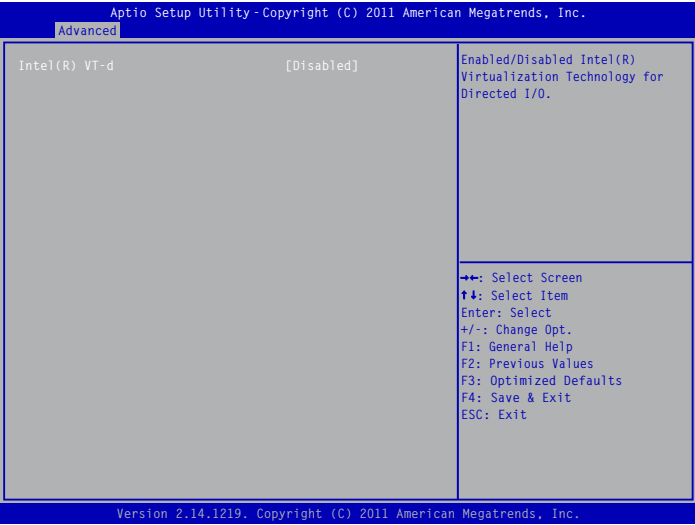 Aptio Setup Utility - Copyright (C) 2011 American Megatrends, Inc.
Advanced
Intel(R) VT-d [Disabled]
Enabled/Disabled Intel(R)
Virtualization Technology for
Directed I/O.
→←: Select Screen
↑↓: Select Item
Enter: Select
+/-: Change Opt.
F1: General Help
F2: Previous Values
F3: Optimized Defaults
F4: Save & Exit
ESC: Exit
Version 2.14.1219. Copyright (C) 2011 American Megatrends, Inc.